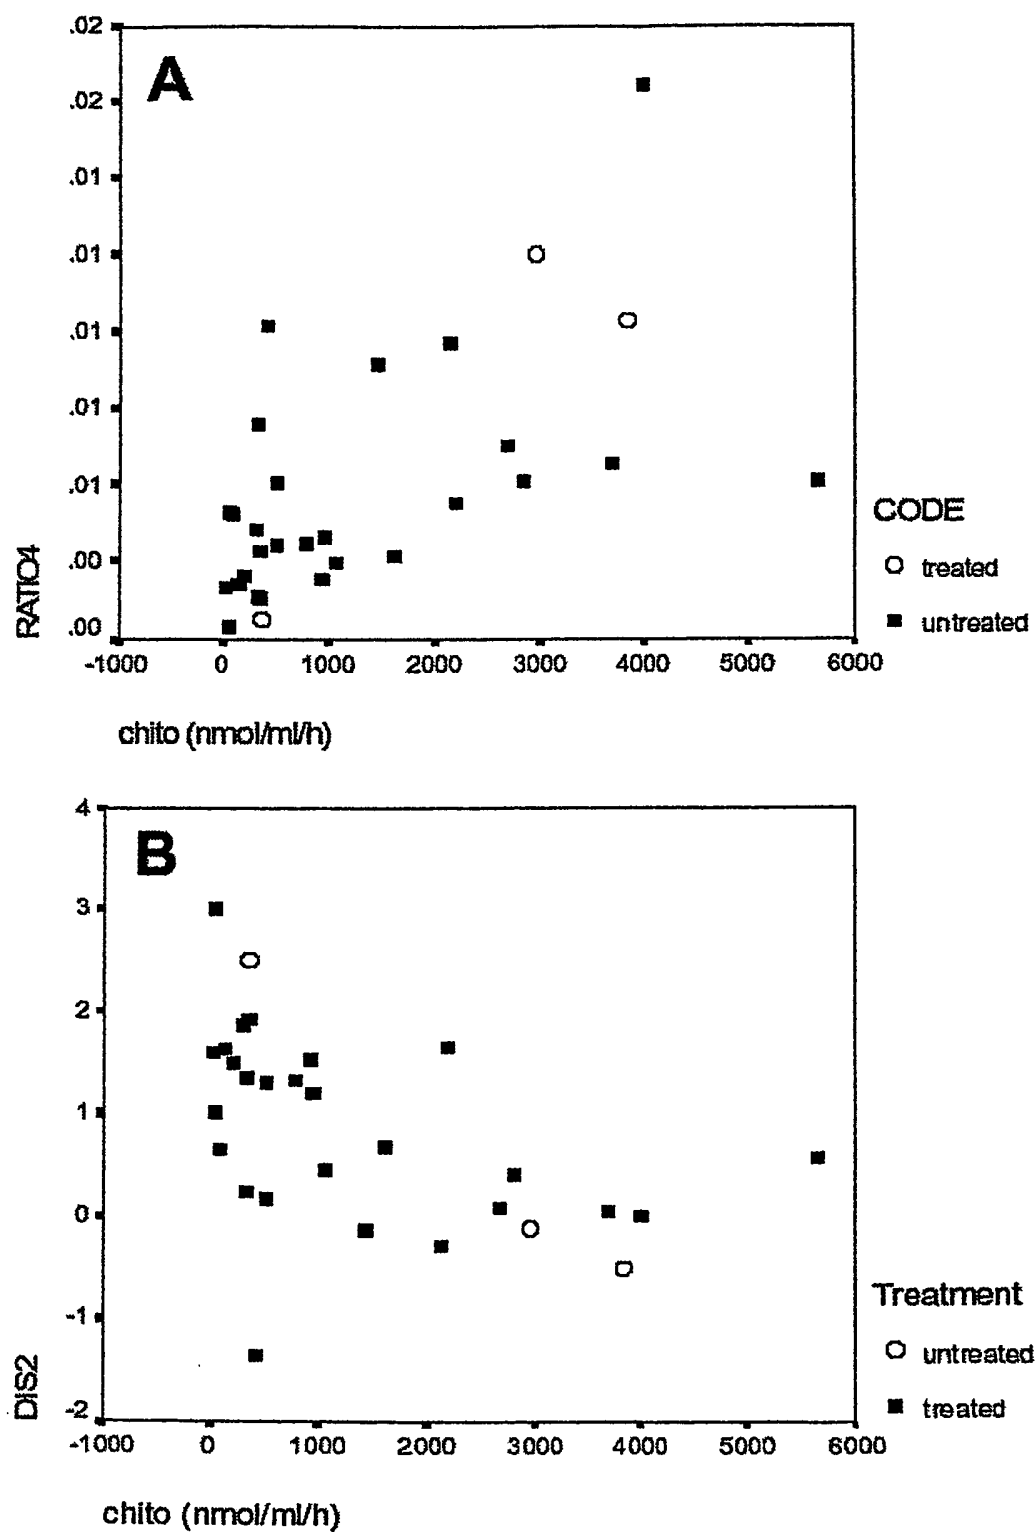 .02
A
.02
.01
.01
.01
.01
.01
.00
.00
RATIO4
-1000 0 1000 2000 3000 4000 5000 6000
chito (nmol/ml/h)
CODE
treated
untreated
4
B
3
2
1
0
-1
-2
DIS2
-1000 0 1000 2000 3000 4000 5000 6000
chito (nmol/ml/h)
Treatment
untreated
treated